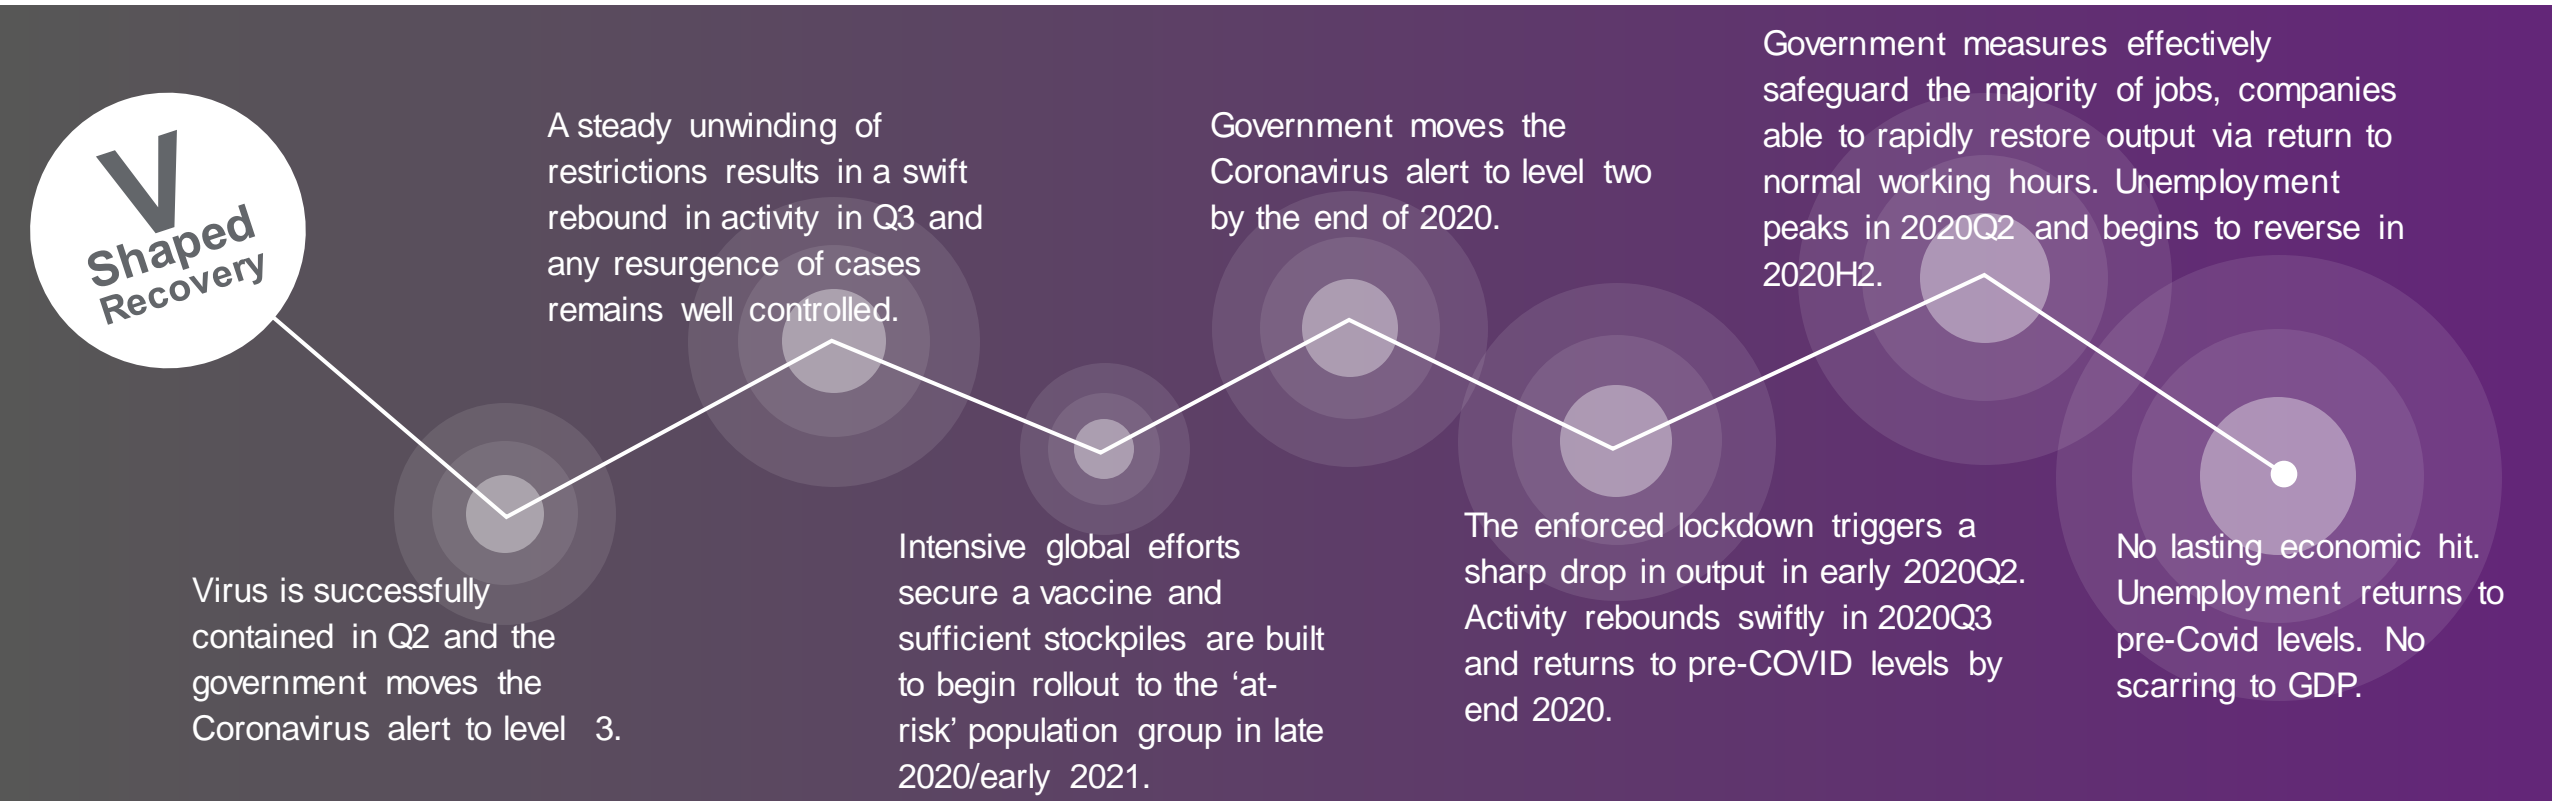 V
Shaped
Recovery
Virus is successfully
contained in Q2 and the
government moves the
Coronavirus alert to level 3.
A steady unwinding of
restrictions results in a swift
rebound in activity in Q3 and
any resurgence of cases
remains well controlled.
Intensive global efforts
secure a vaccine and
sufficient stockpiles are built
to begin rollout to the ‘at-
risk’ population group in late
2020/early 2021.
Government moves the
Coronavirus alert to level two
by the end of 2020.
The enforced lockdown triggers a
sharp drop in output in early 2020Q2.
Activity rebounds swiftly in 2020Q3
and returns to pre-COVID levels by
end 2020.
Government measures effectively
safeguard the majority of jobs, companies
able to rapidly restore output via return to
normal working hours. Unemployment
peaks in 2020Q2 and begins to reverse in
2020H2.
No lasting economic hit.
Unemployment returns to
pre-Covid levels. No
scarring to GDP.